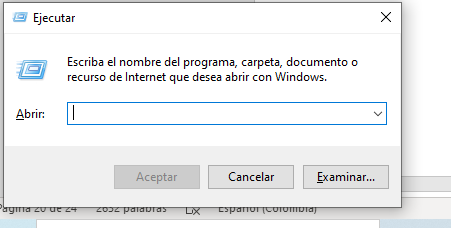 Ejecutar
Escriba el nombre del programa, carpeta, documento o
recurso de Internet que desea abrir con Windows.
Abrir:
Aceptar Cancelar Examinar...
Página 20 de 24 2652 palabras Español (Colombia)